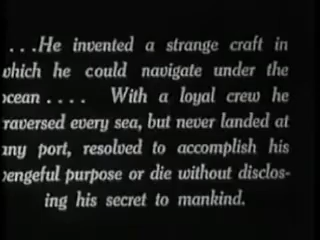 ...He invented a strange craft in
which he could navigate under the
ocean.... With a loyal crew he
traversed every sea, but never landed at
any port, resolved to accomplish his
vengeful purpose or die without disclos-
ing his secret to mankind.